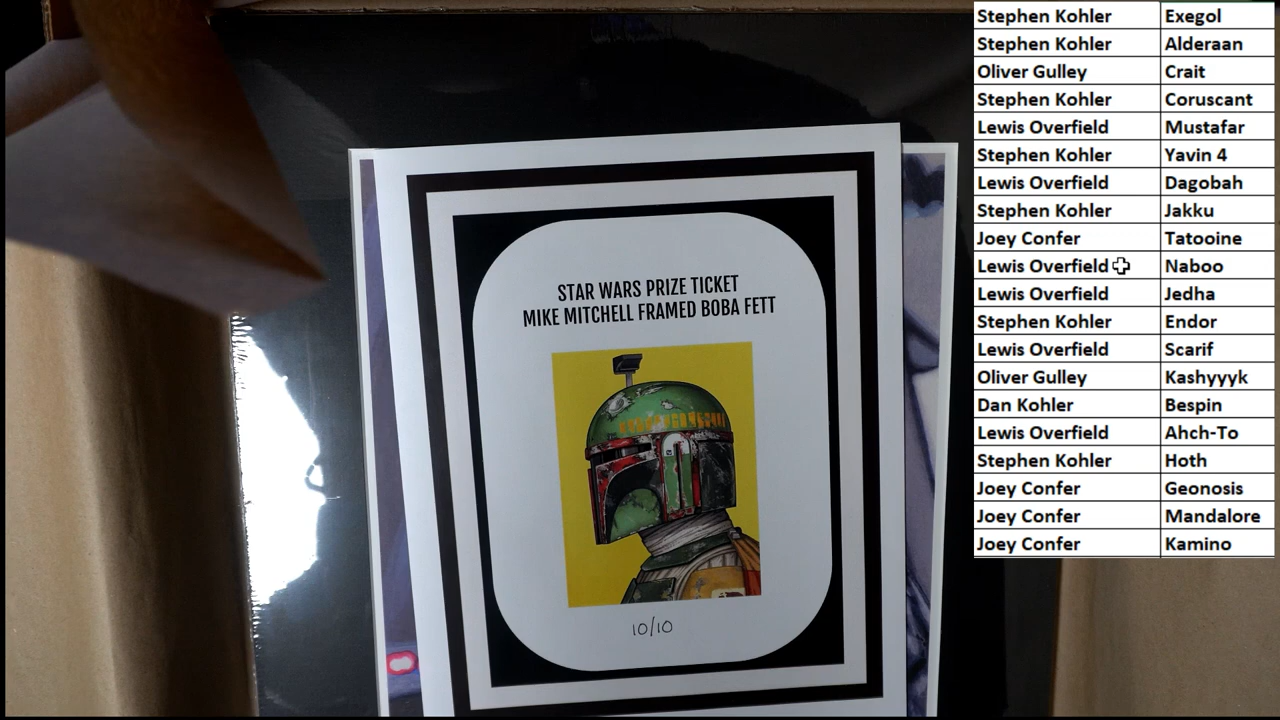 STAR WARS PRIZE TICKET
MIKE MITCHELL FRAMED BOBA FETT
10/10
Stephen Kohler Exegol
Stephen Kohler Alderaan
Oliver Gulley Crait
Stephen Kohler Coruscant
Lewis Overfield Mustafar
Stephen Kohler Yavin 4
Lewis Overfield Dagobah
Stephen Kohler Jakku
Joey Confer Tatooine
Lewis Overfield Naboo
Lewis Overfield Jedha
Stephen Kohler Endor
Lewis Overfield Scarif
Oliver Gulley Kashyyyk
Dan Kohler Bespin
Lewis Overfield Ahch-To
Stephen Kohler Hoth
Joey Confer Geonosis
Joey Confer Mandalore
Joey Confer Kamino